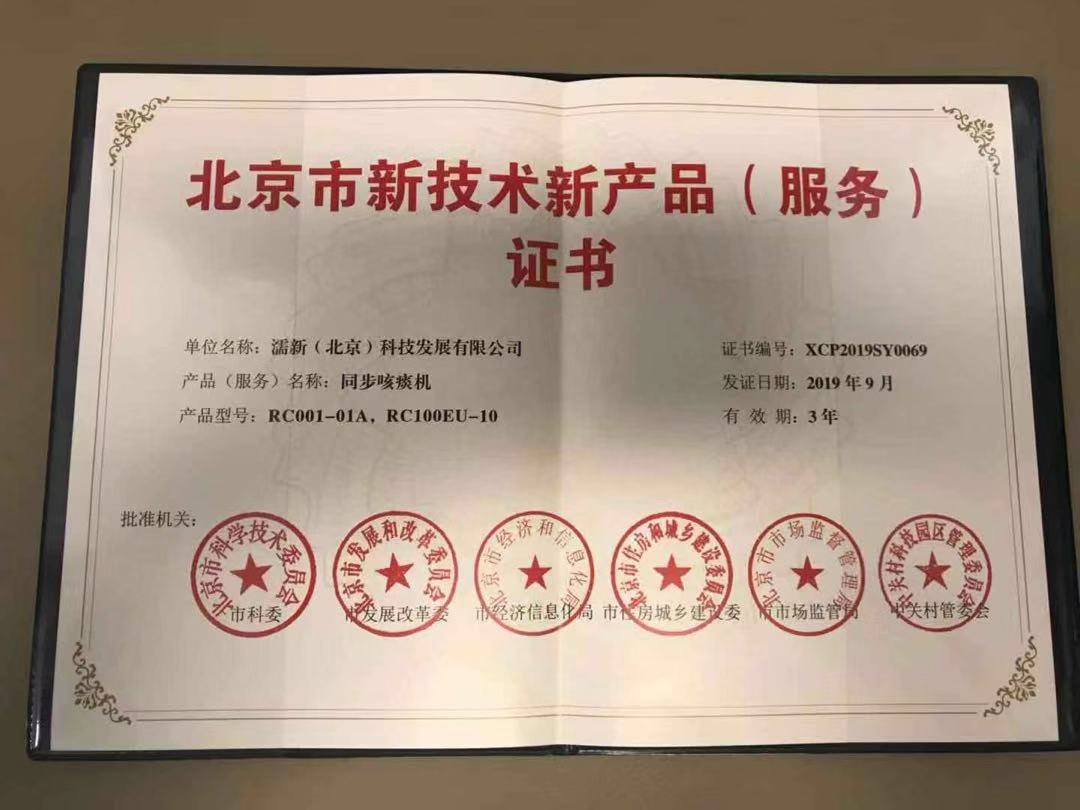 北京市新技术新产品（服务）
证书
单位名称：濡新（北京）科技发展有限公司
证书编号：XCP2019SY0069
产品（服务）名称：同步咳痰机
发证日期：2019年9月
产品型号：RC001-01A，RC100EU-10
有 效 期：3年
批准机关：
北京市科学技术委员会
北京市发展和改革委员会
北京市经济和信息化局
北京市住房和城乡建设委员会
北京市市场监督管理局
中关村科技园区管理委员会
市科委
市发展改革委
市经济信息化局
市住房城乡建设委
市市场监管局
中关村管委会